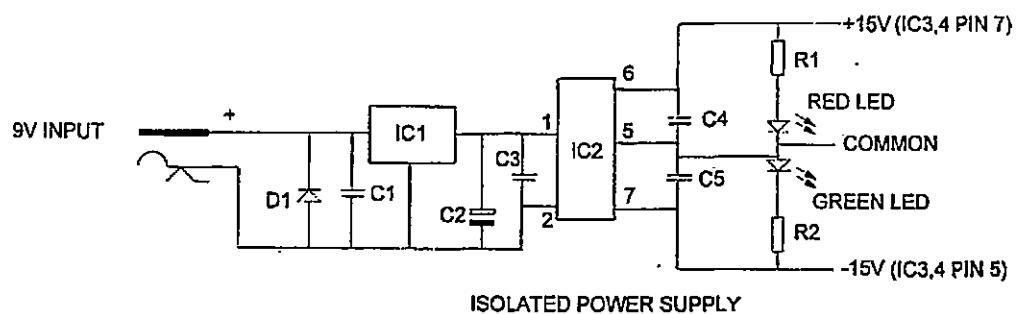 +15V (IC3,4 PIN 7)
R1
6
RED LED
9V INPUT
+
IC1
1
C4
5
COMMON
IC2
C3
D1
C1
C5
GREEN LED
C2
2
7
R2
-15V (IC3,4 PIN 5)
ISOLATED POWER SUPPLY